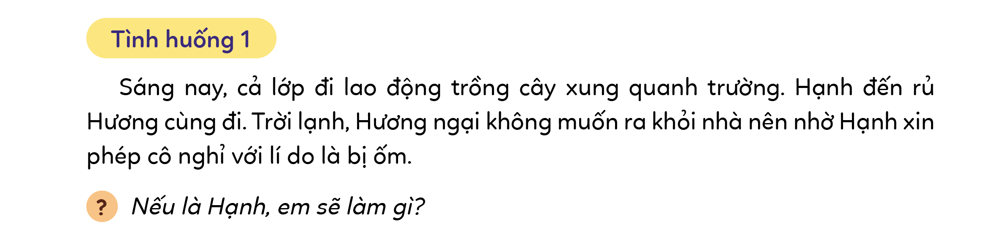 Tình huống 1
Sáng nay, cả lớp đi lao động trồng cây xung quanh trường. Hạnh đến rủ
Hương cùng đi. Trời lạnh, Hương ngại không muốn ra khỏi nhà nên nhờ Hạnh xin
phép cô nghỉ với lí do là bị ốm.
? Nếu là Hạnh, em sẽ làm gì?